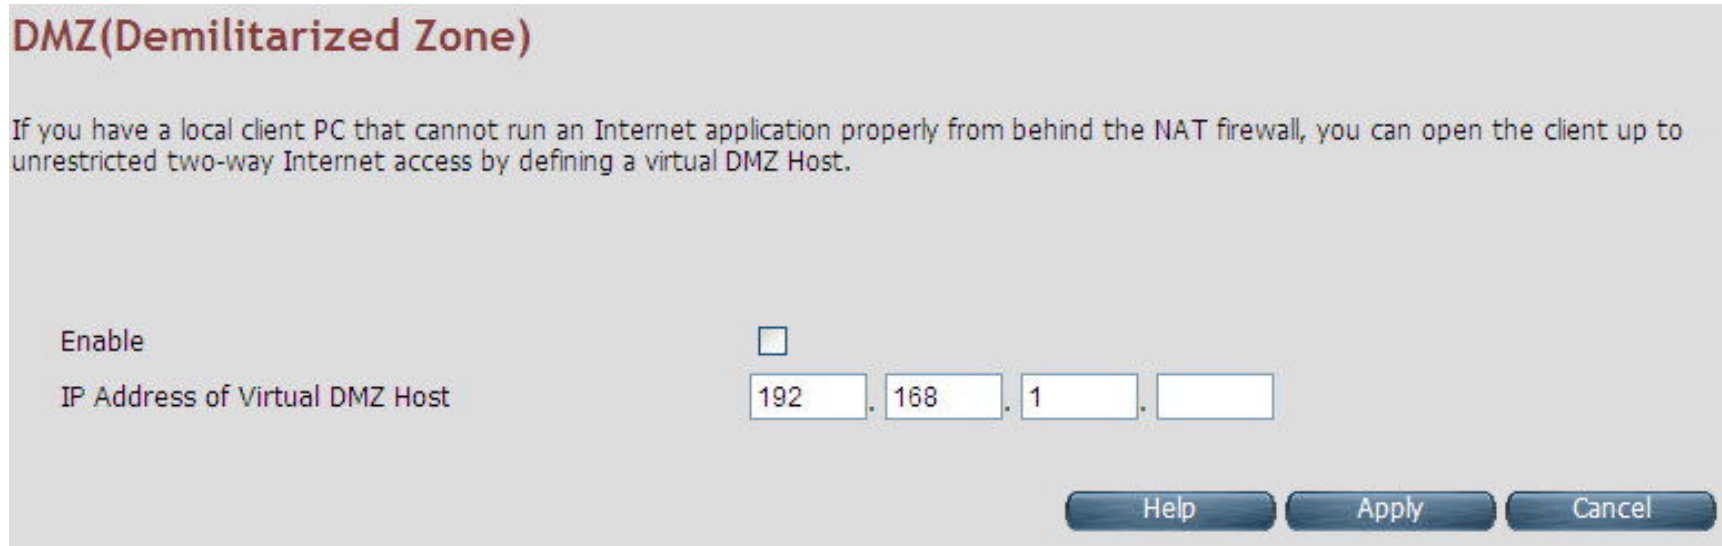 DMZ(Demilitarized Zone)
If you have a local client PC that cannot run an Internet application properly from behind the NAT firewall, you can open the client up to
unrestricted two-way Internet access by defining a virtual DMZ Host.
Enable
IP Address of Virtual DMZ Host 192 . 168 . 1 .
Help Apply Cancel